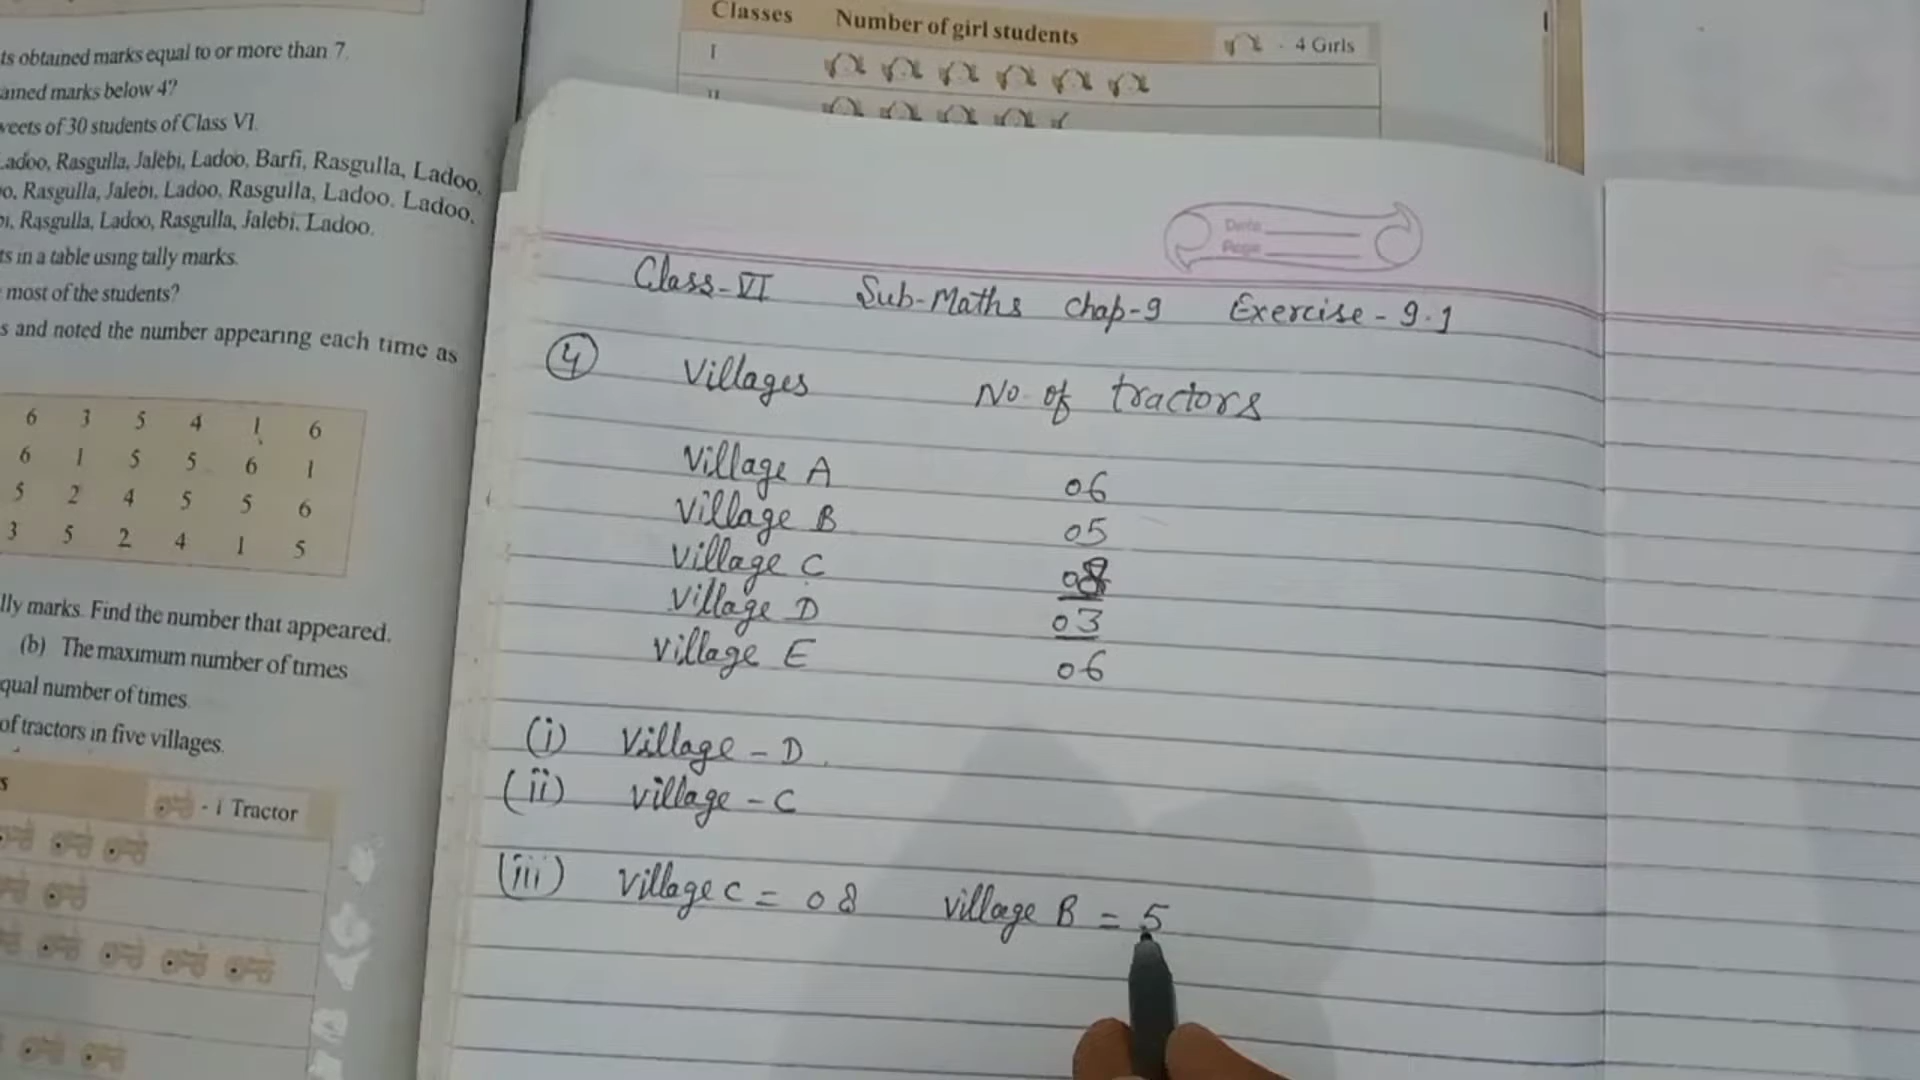 ts obtained marks equal to or more than 7.
ained marks below 4?
weets of 30 students of Class VI.
Ladoo, Rasgulla, Jalebi, Ladoo, Barfi, Rasgulla, Ladoo,
o, Rasgulla, Jalebi, Ladoo, Rasgulla, Ladoo. Ladoo,
bi, Rasgulla, Ladoo, Rasgulla, Jalebi, Ladoo.
ts in a table using tally marks.
most of the students?
s and noted the number appearing each time as
6 3 5 4 1 6
6 1 5 5 6 1
5 2 4 5 5 6
3 5 2 4 1 5
lly marks. Find the number that appeared.
(b) The maximum number of times
qual number of times
of tractors in five villages.
s - 1 Tractor
Classes Number of girl students - 4 Girls
I
II
Date
Page
Class-VI Sub-Maths Chap-9 Exercise-9.1
4 Villages No. of tractors
Village A 06
Village B 05
Village C 08
Village D 03
Village E 06
(i) Village - D.
(ii) Village - C
(iii) Village C = 08 Village B = 5